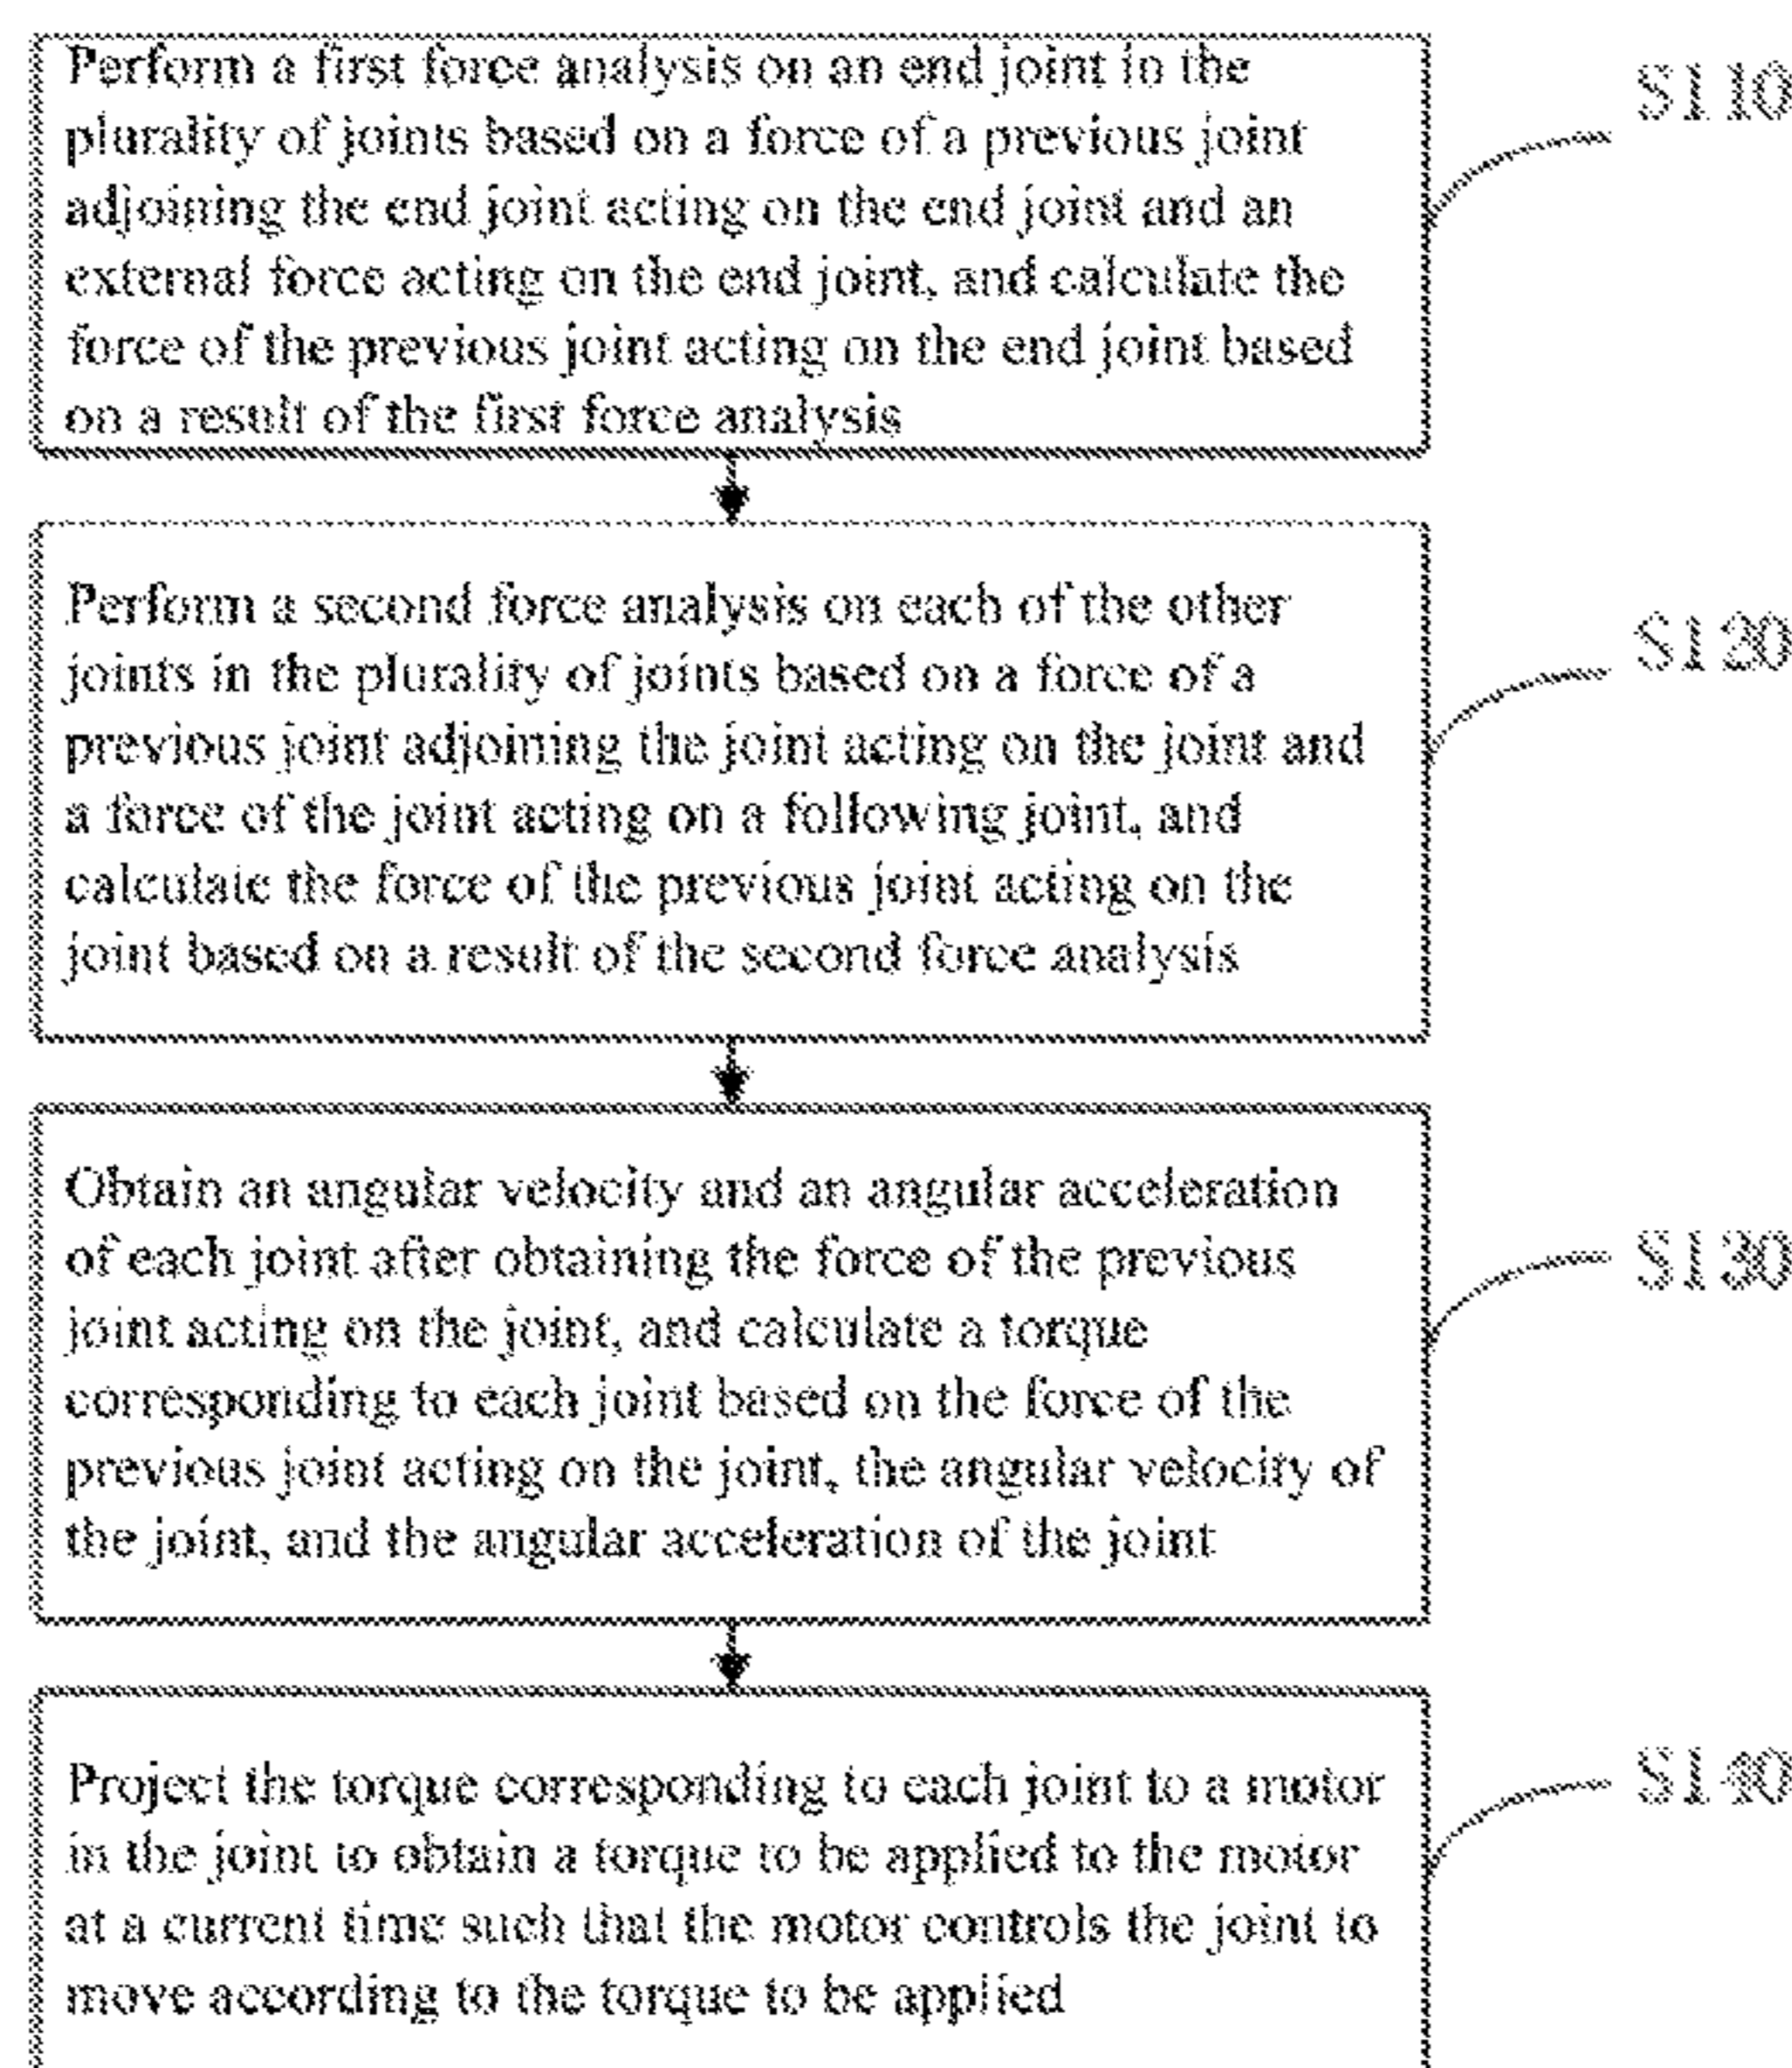 Perform a first force analysis on an end joint in the
plurality of joints based on a force of a previous joint
adjoining the end joint acting on the end joint and an
external force acting on the end joint, and calculate the
force of the previous joint acting on the end joint based
on a result of the first force analysis
S110
Perform a second force analysis on each of the other
joints in the plurality of joints based on a force of a
previous joint adjoining the joint acting on the joint and
a force of the joint acting on a following joint, and
calculate the force of the previous joint acting on the
joint based on a result of the second force analysis
S120
Obtain an angular velocity and an angular acceleration
of each joint after obtaining the force of the previous
joint acting on the joint, and calculate a torque
corresponding to each joint based on the force of the
previous joint acting on the joint, the angular velocity of
the joint, and the angular acceleration of the joint
S130
Project the torque corresponding to each joint to a motor
in the joint to obtain a torque to be applied to the motor
at a current time such that the motor controls the joint to
move according to the torque to be applied
S140